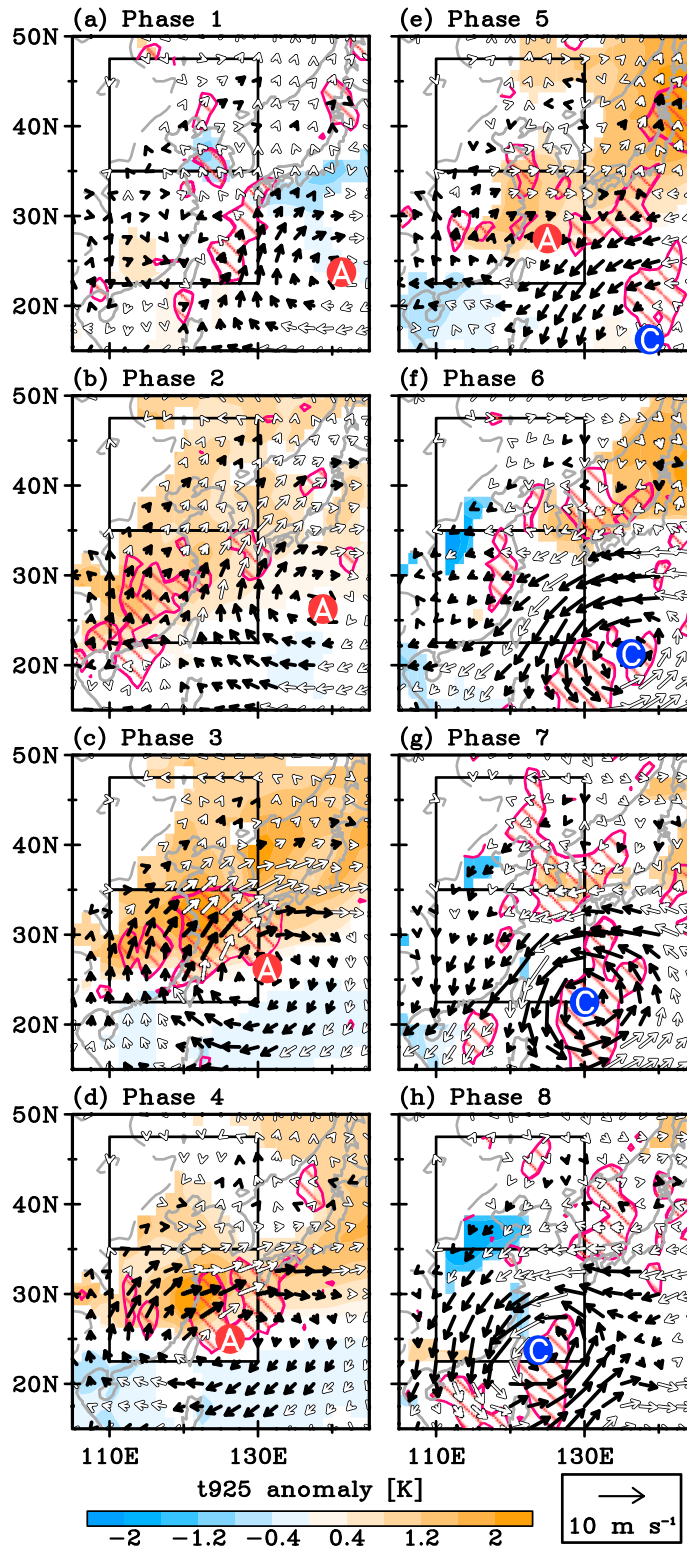 (a) Phase 1
50N
40N
30N
20N
A
(b) Phase 2
50N
40N
30N
20N
A
(c) Phase 3
50N
40N
30N
20N
A
(d) Phase 4
50N
40N
30N
20N
A
110E 130E
(e) Phase 5
A
C
(f) Phase 6
C
(g) Phase 7
C
(h) Phase 8
C
110E 130E
t925 anomaly [K]
−2 −1.2 −0.4 0.4 1.2 2
10 m s⁻¹